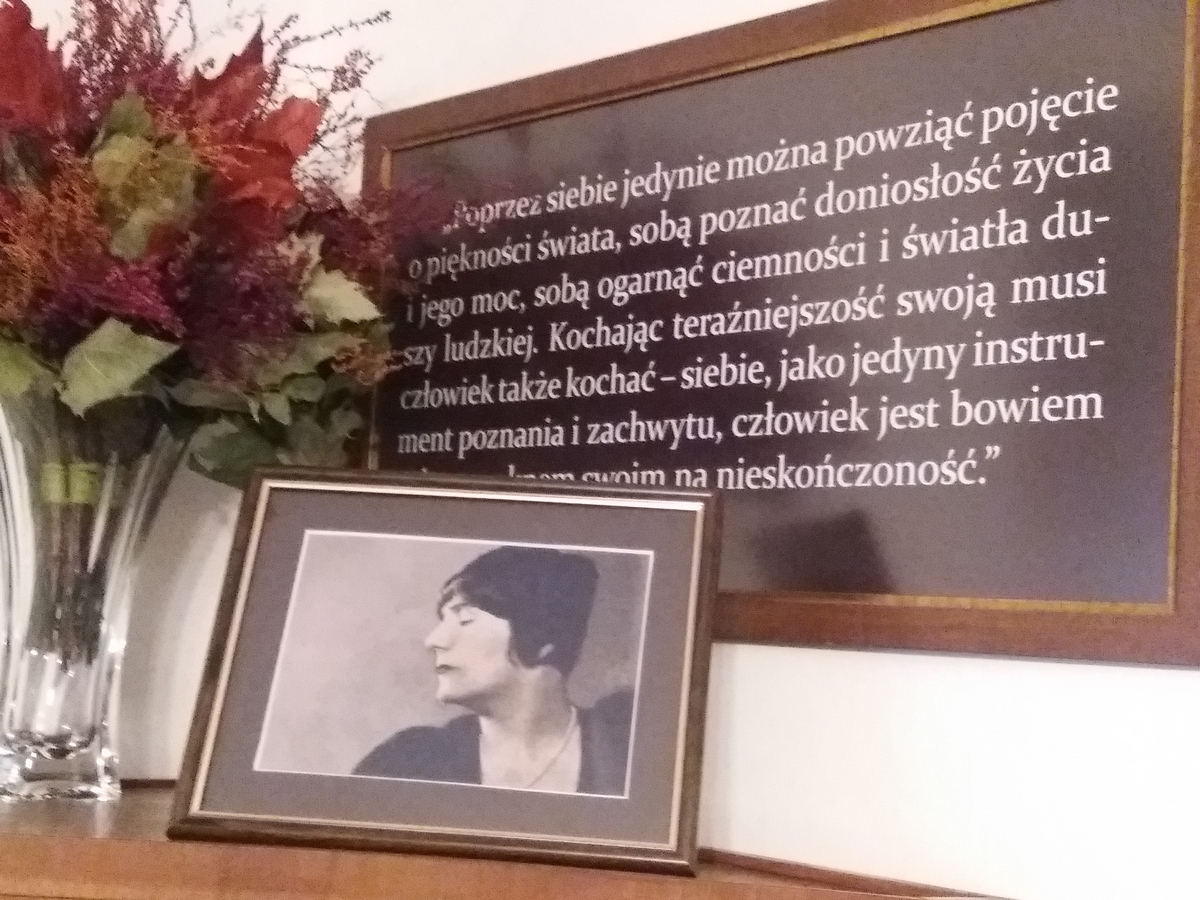 „Poprzez siebie jedynie można powziąć pojęcie
o piękności świata, sobą poznać doniosłość życia
i jego moc, sobą ogarnąć ciemności i światła du-
szy ludzkiej. Kochając teraźniejszość swoją musi
człowiek także kochać – siebie, jako jedyny instru-
ment poznania i zachwytu, człowiek jest bowiem
swoim na nieskończoność.”